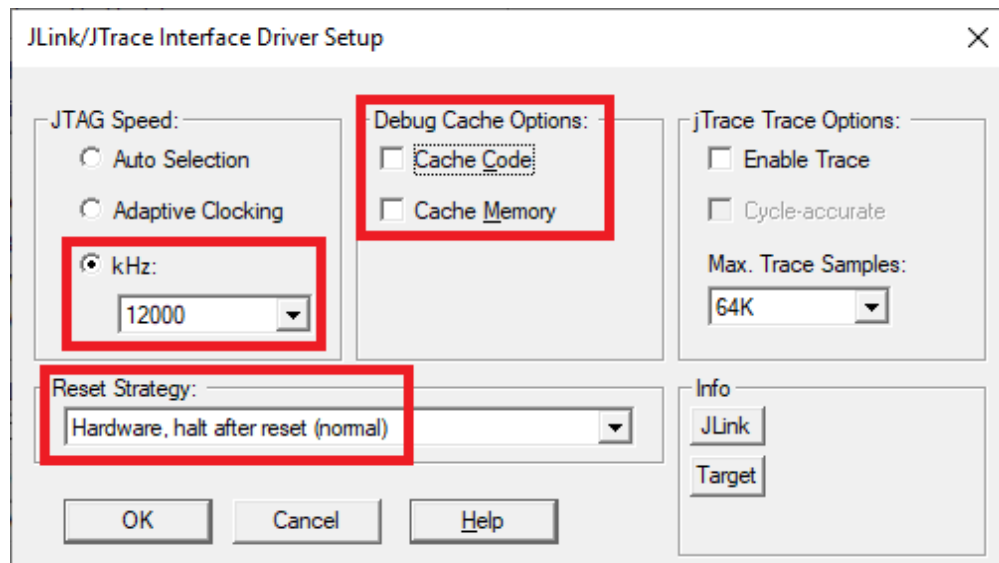 JLink/JTrace Interface Driver Setup
JTAG Speed:
Auto Selection
Adaptive Clocking
kHz:
12000
Debug Cache Options:
Cache Code
Cache Memory
jTrace Trace Options:
Enable Trace
Cycle-accurate
Max. Trace Samples:
64K
Reset Strategy:
Hardware, halt after reset (normal)
Info
JLink
Target
OK
Cancel
Help